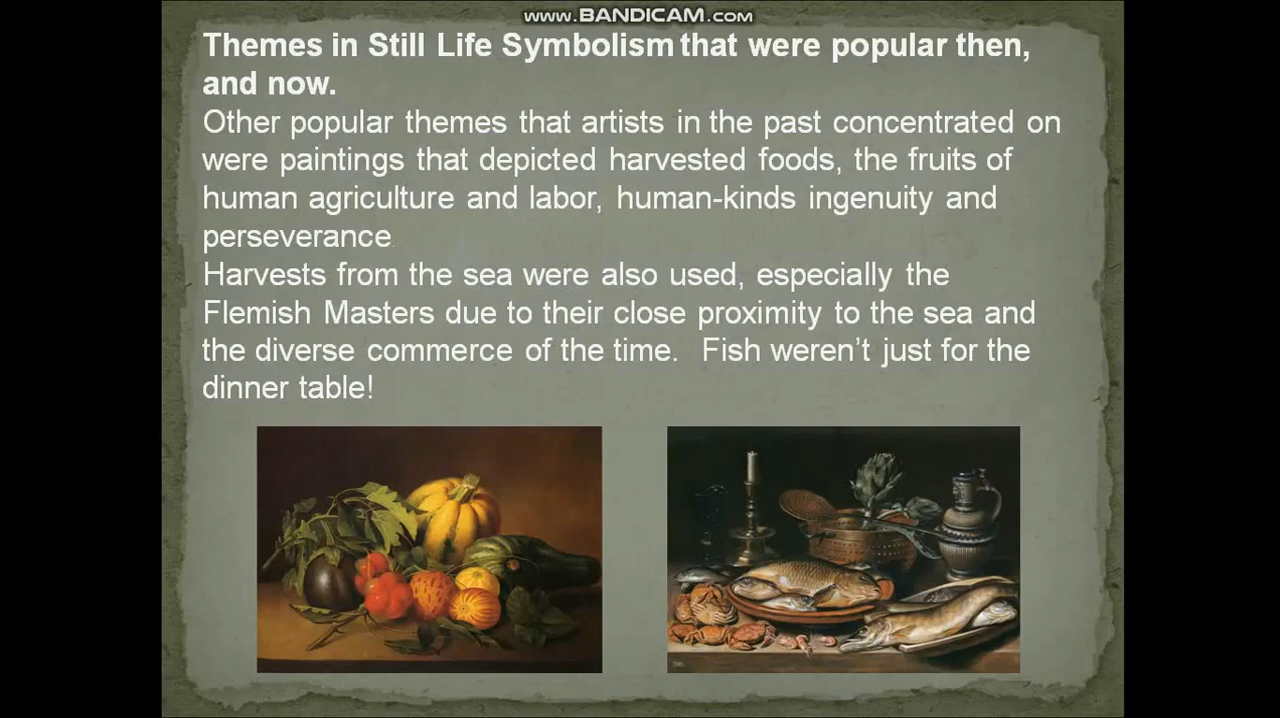 www.BANDICAM.com
Themes in Still Life Symbolism that were popular then,
and now.
Other popular themes that artists in the past concentrated on
were paintings that depicted harvested foods, the fruits of
human agriculture and labor, human-kinds ingenuity and
perseverance
Harvests from the sea were also used, especially the
Flemish Masters due to their close proximity to the sea and
the diverse commerce of the time.  Fish weren't just for the
dinner table!